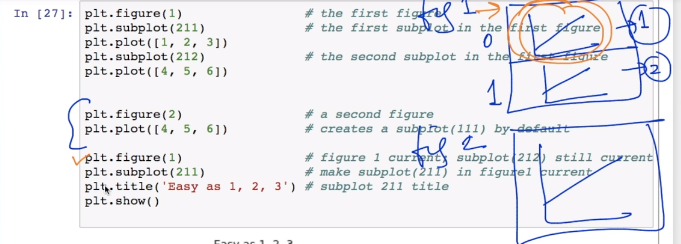 In [27]: plt.figure(1) # the first figure
plt.subplot(211) # the first subplot in the first figure
plt.plot([1, 2, 3])
plt.subplot(212) # the second subplot in the first figure
plt.plot([4, 5, 6])
plt.figure(2) # a second figure
plt.plot([4, 5, 6]) # creates a subplot(111) by default
plt.figure(1) # figure 1 current; subplot(212) still current
plt.subplot(211) # make subplot(211) in figure1 current
plt.title('Easy as 1, 2, 3') # subplot 211 title
plt.show()
Easy as 1, 2, 3
fig 1
0
1
1
2
fig 2